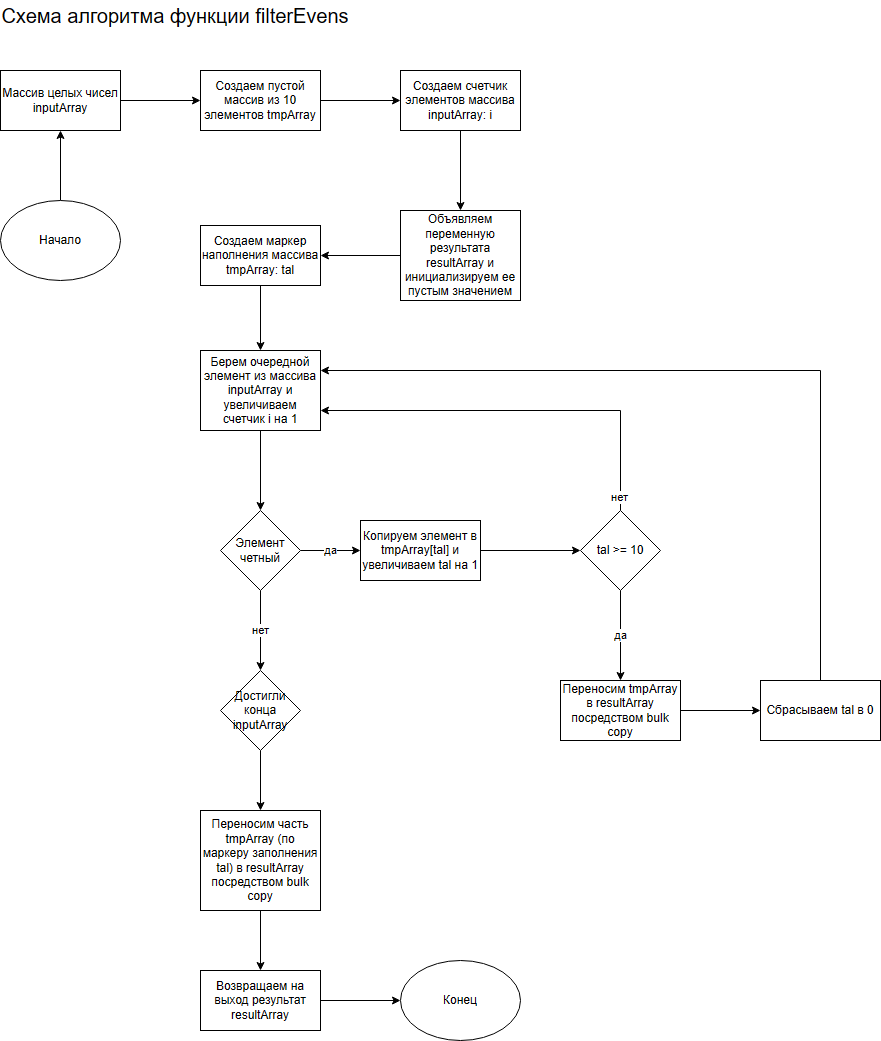 Схема алгоритма функции filterEvens
Массив целых чисел
inputArray
Создаем пустой
массив из 10
элементов tmpArray
Создаем счетчик
элементов массива
inputArray: i
Начало
Создаем маркер
наполнения массива
tmpArray: tal
Объявляем
переменную
результата
resultArray и
инициализируем ее
пустым значением
Берем очередной
элемент из массива
inputArray и
увеличиваем
счетчик i на 1
нет
Элемент
четный
да
Копируем элемент в
tmpArray[tal] и
увеличиваем tal на 1
tal >= 10
нет
да
Достигли
конца
inputArray
Переносим tmpArray
в resultArray
посредством bulk
copy
Сбрасываем tal в 0
Переносим часть
tmpArray (по
маркеру заполнения
tal) в resultArray
посредством bulk
copy
Возвращаем на
выход результат
resultArray
Конец